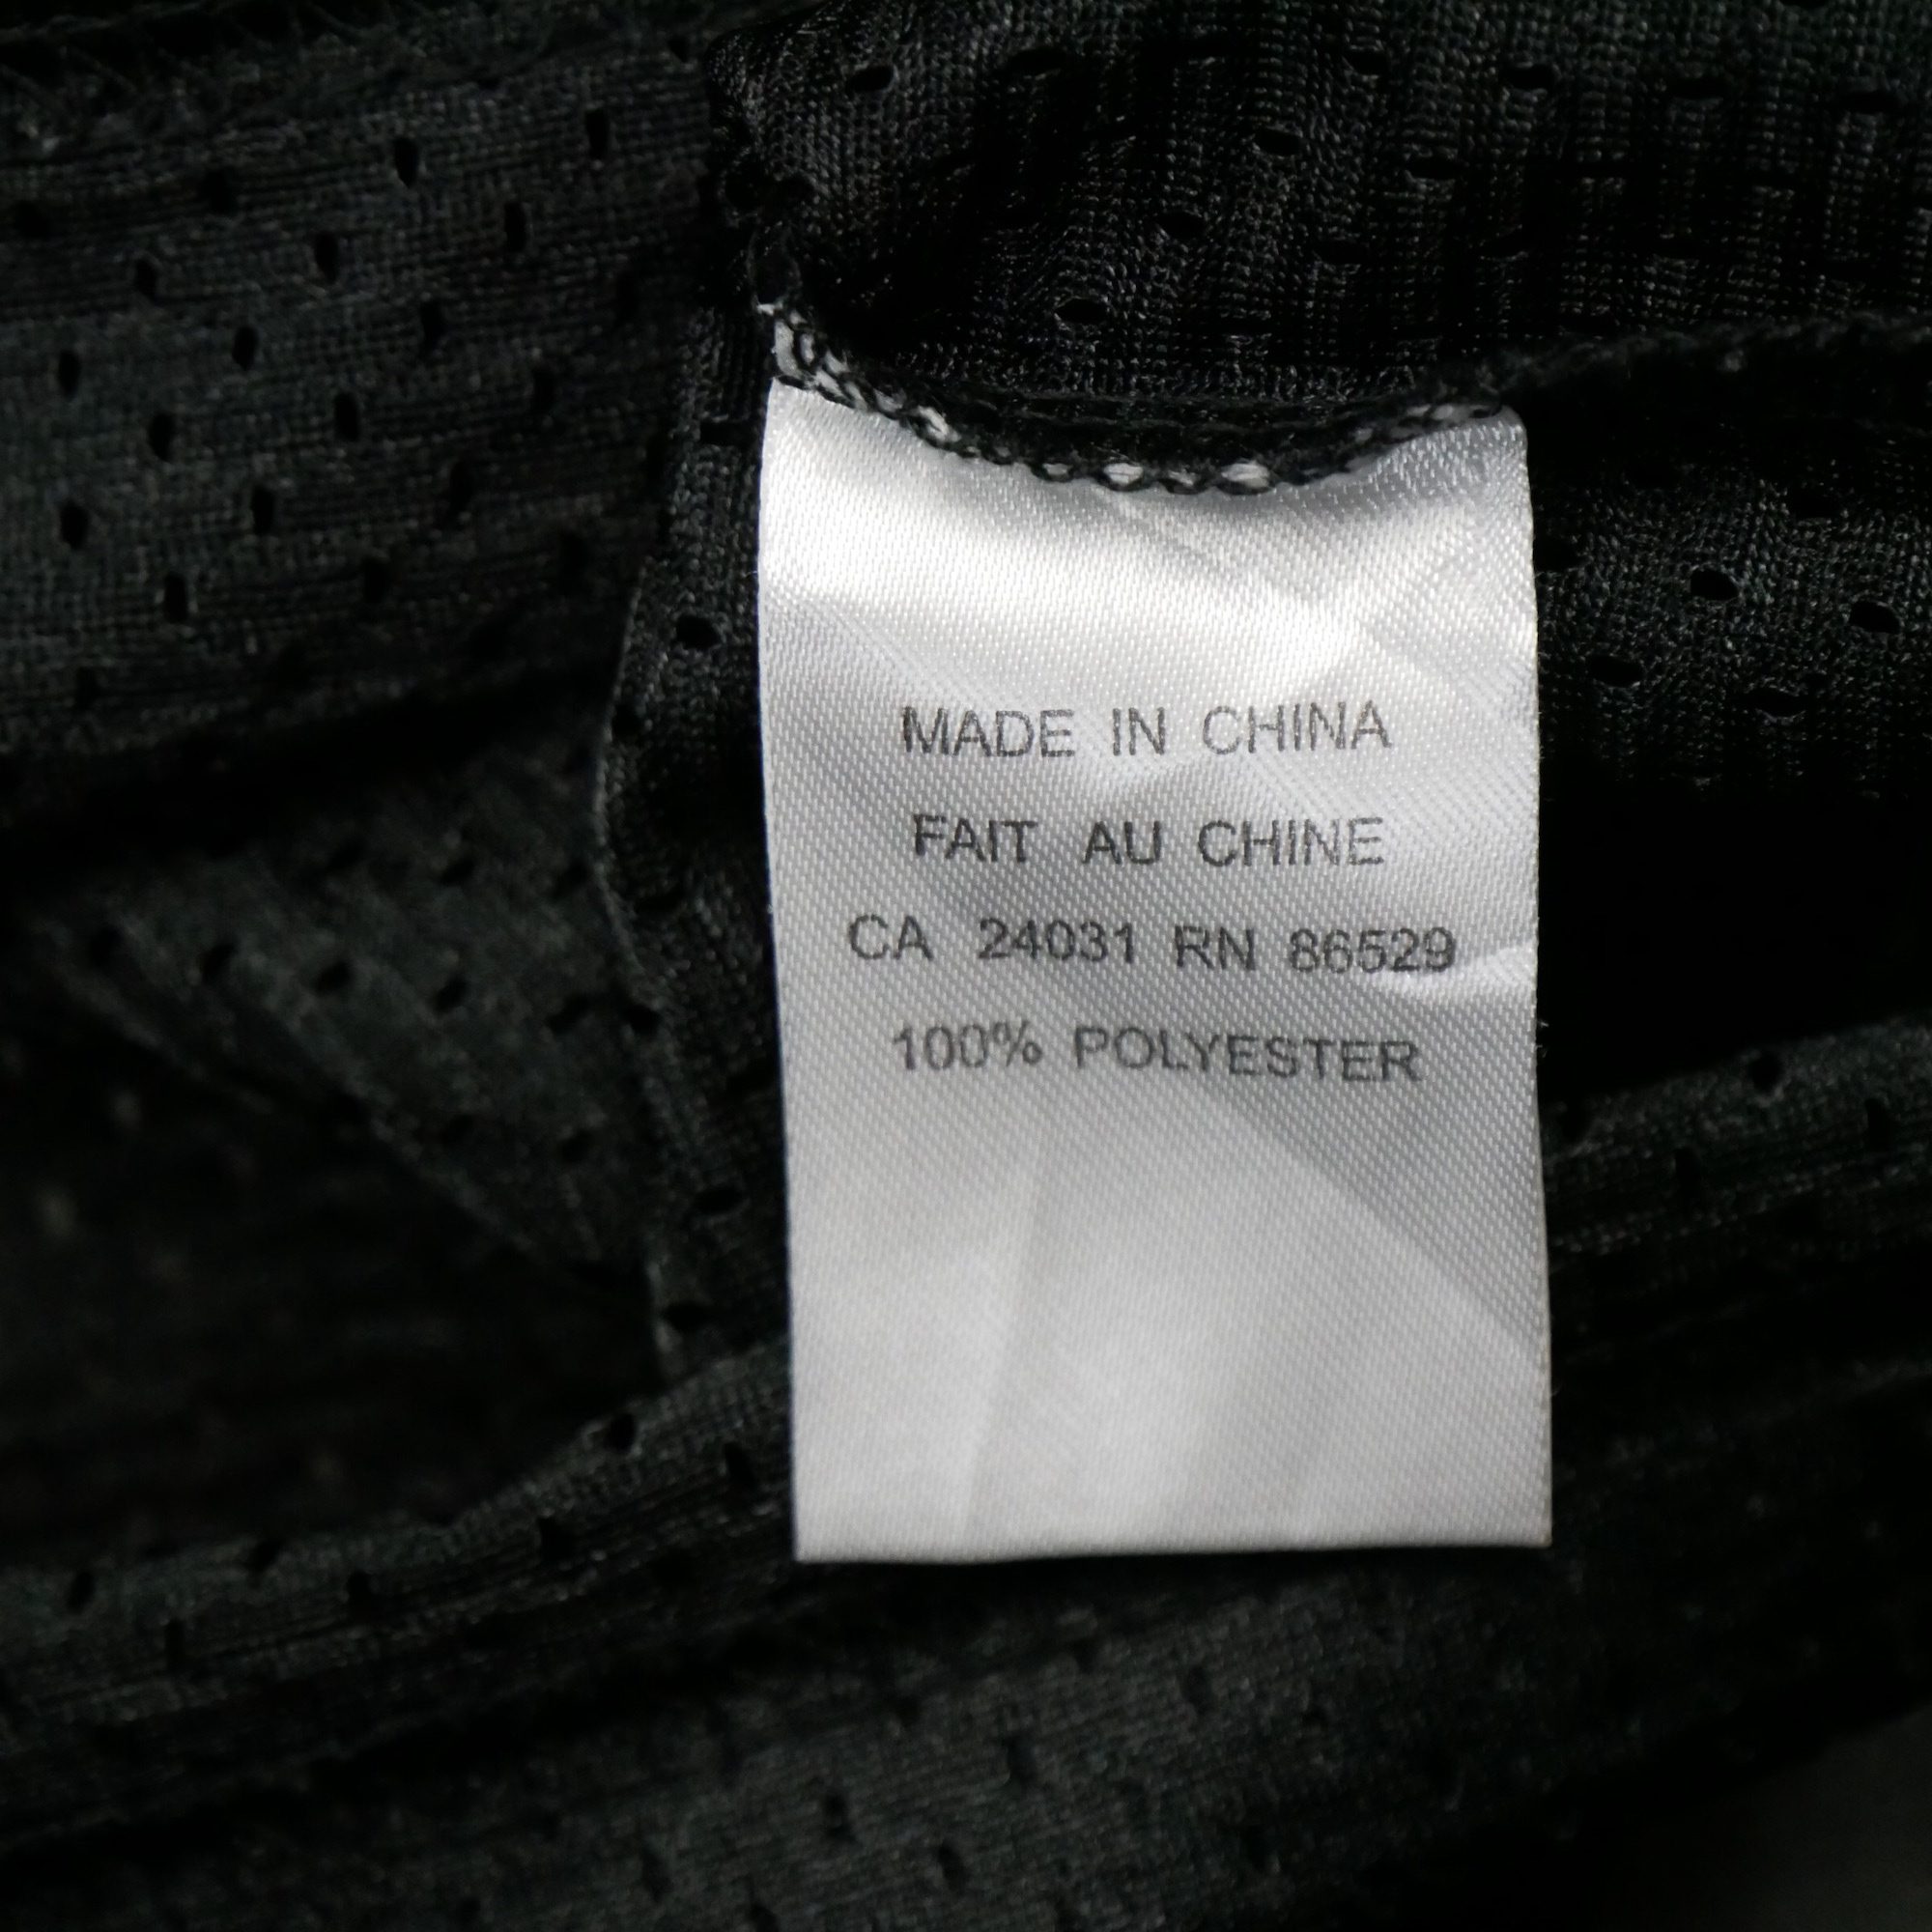 MADE IN CHINA
FAIT AU CHINE
CA 24031 RN 86529
100% POLYESTER